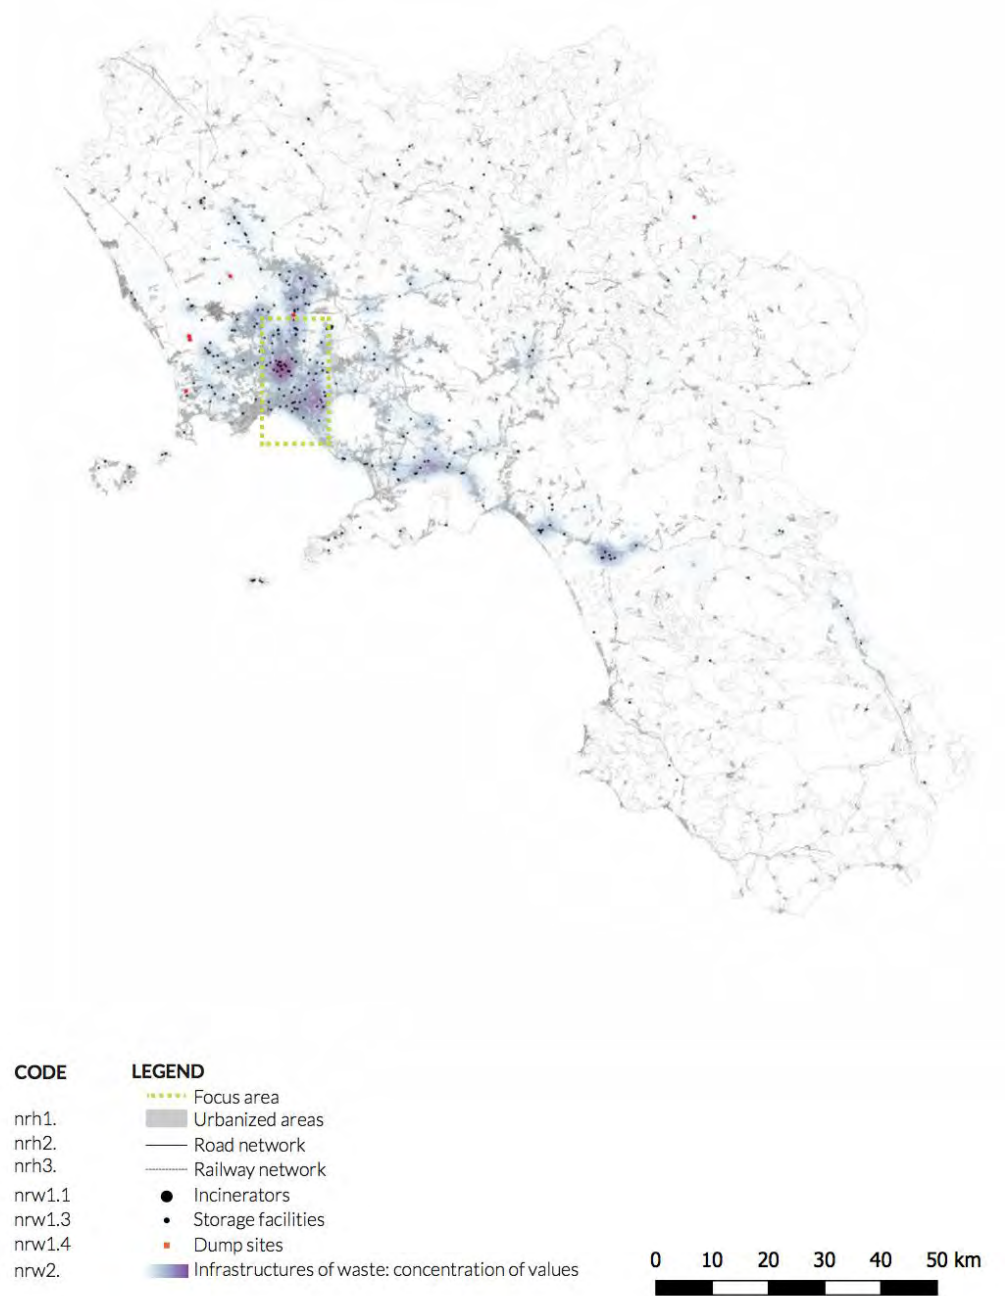 CODE LEGEND
Focus area
nrh1. Urbanized areas
nrh2. Road network
nrh3. Railway network
nrw1.1 Incinerators
nrw1.3 Storage facilities
nrw1.4 Dump sites
nrw2. Infrastructures of waste: concentration of values
0 10 20 30 40 50 km